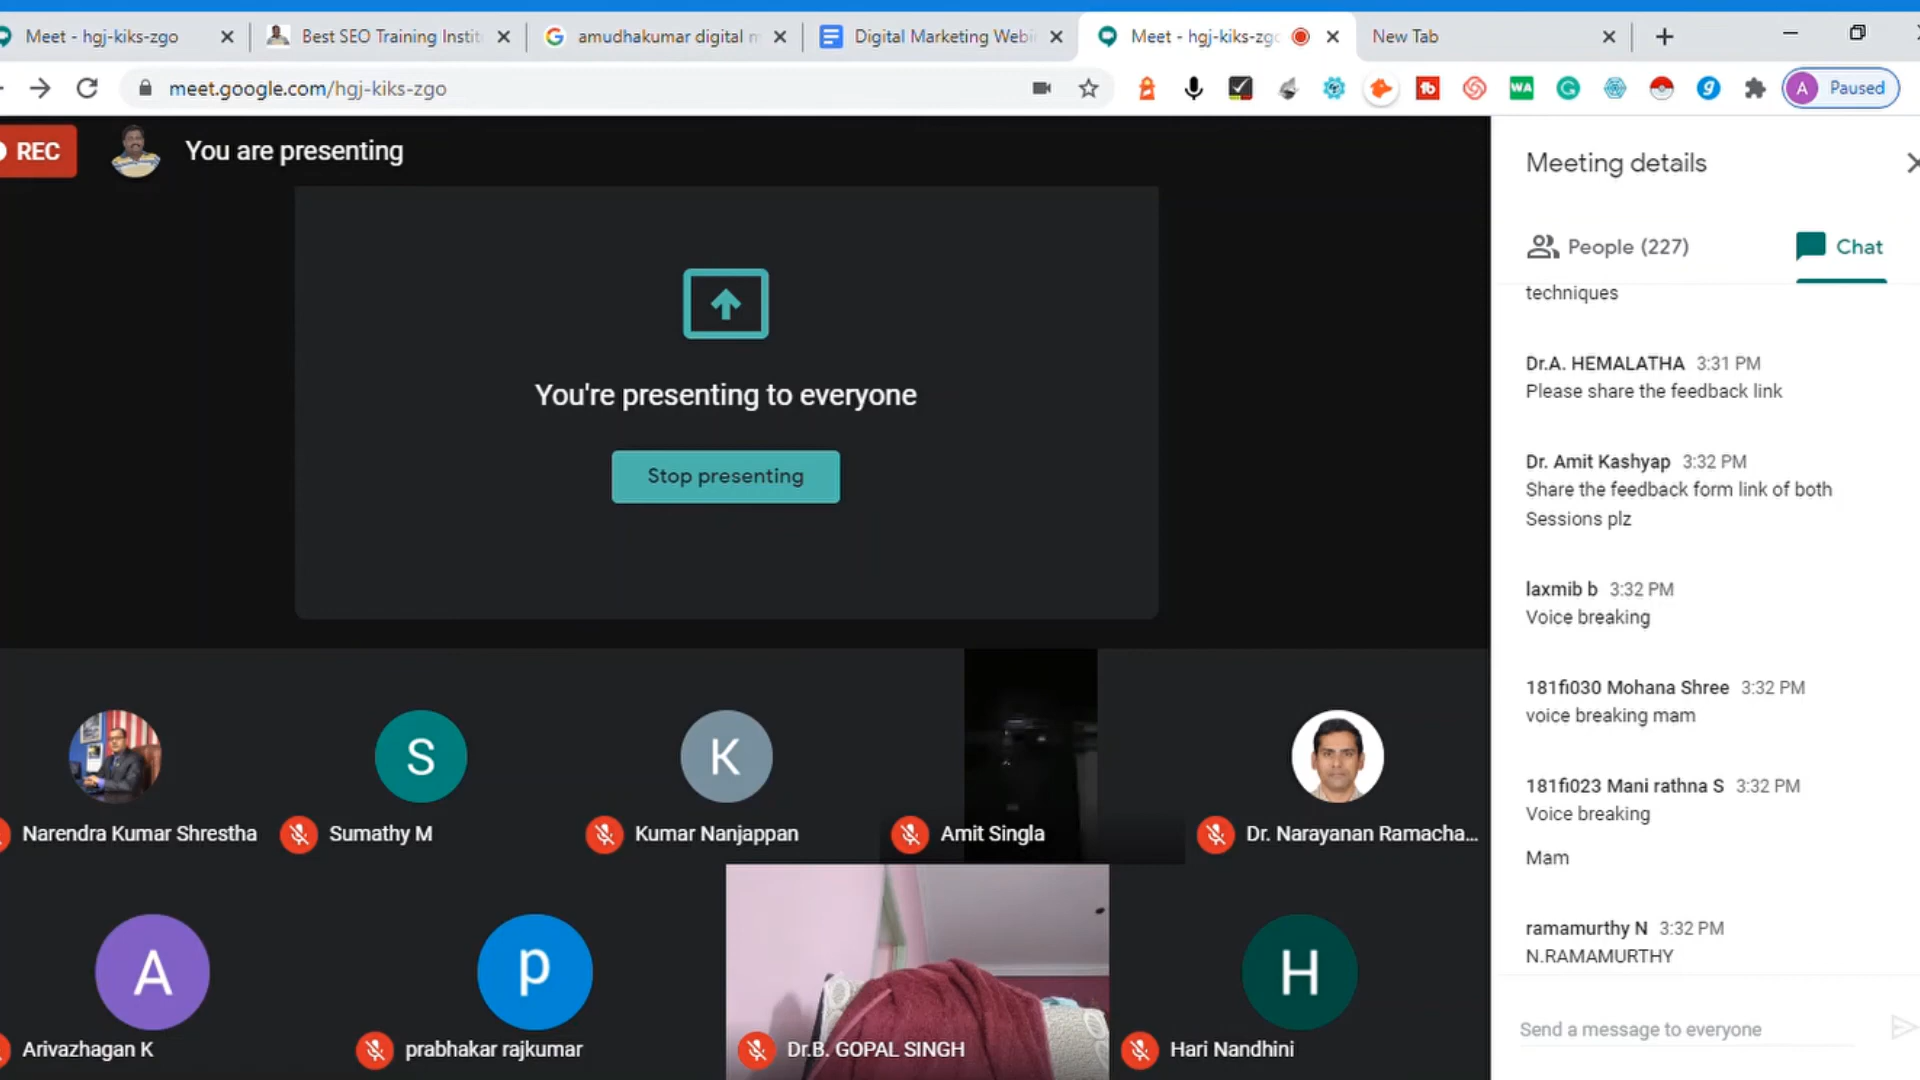 Meet - hgj-kiks-zgo
Best SEO Training Instit
amudhakumar digital m
Digital Marketing Webi
Meet - hgj-kiks-zgo
New Tab
meet.google.com/hgj-kiks-zgo
WA
A
Paused
REC
You are presenting
You're presenting to everyone
Stop presenting
Narendra Kumar Shrestha
S
Sumathy M
K
Kumar Nanjappan
Amit Singla
Dr. Narayanan Ramacha...
A
Arivazhagan K
p
prabhakar rajkumar
Dr.B. GOPAL SINGH
H
Hari Nandhini
Meeting details
People (227)
Chat
techniques
Dr.A. HEMALATHA 3:31 PM
Please share the feedback link
Dr. Amit Kashyap 3:32 PM
Share the feedback form link of both
Sessions plz
laxmib b 3:32 PM
Voice breaking
181fi030 Mohana Shree 3:32 PM
voice breaking mam
181fi023 Mani rathna S 3:32 PM
Voice breaking
Mam
ramamurthy N 3:32 PM
N.RAMAMURTHY
Send a message to everyone